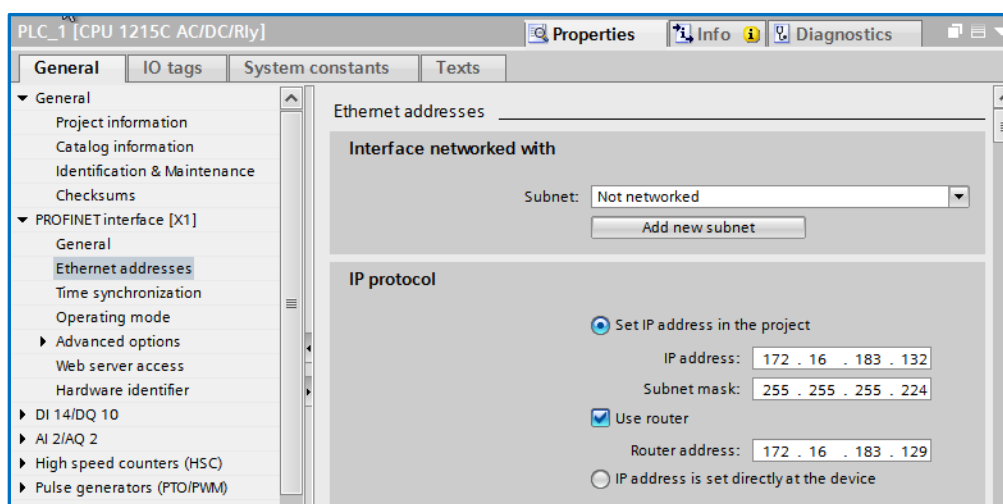 PLC_1 [CPU 1215C AC/DC/Rly]
Properties
Info
Diagnostics
General
IO tags
System constants
Texts
General
Project information
Catalog information
Identification & Maintenance
Checksums
PROFINET interface [X1]
General
Ethernet addresses
Time synchronization
Operating mode
Advanced options
Web server access
Hardware identifier
DI 14/DQ 10
AI 2/AQ 2
High speed counters (HSC)
Pulse generators (PTO/PWM)
Ethernet addresses
Interface networked with
Subnet: Not networked
Add new subnet
IP protocol
Set IP address in the project
IP address: 172 . 16 . 183 . 132
Subnet mask: 255 . 255 . 255 . 224
Use router
Router address: 172 . 16 . 183 . 129
IP address is set directly at the device